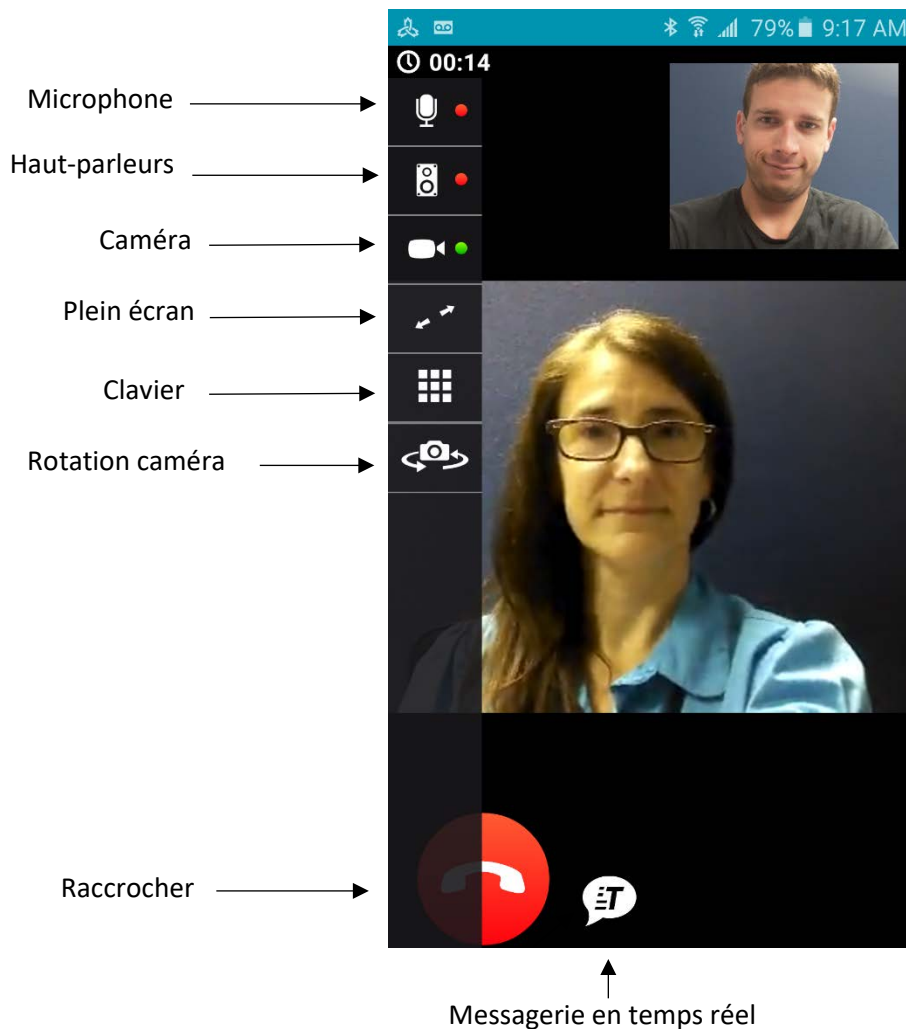 79% 9:17 AM
00:14
Microphone
Haut-parleurs
Caméra
Plein écran
Clavier
Rotation caméra
Raccrocher
T
Messagerie en temps réel